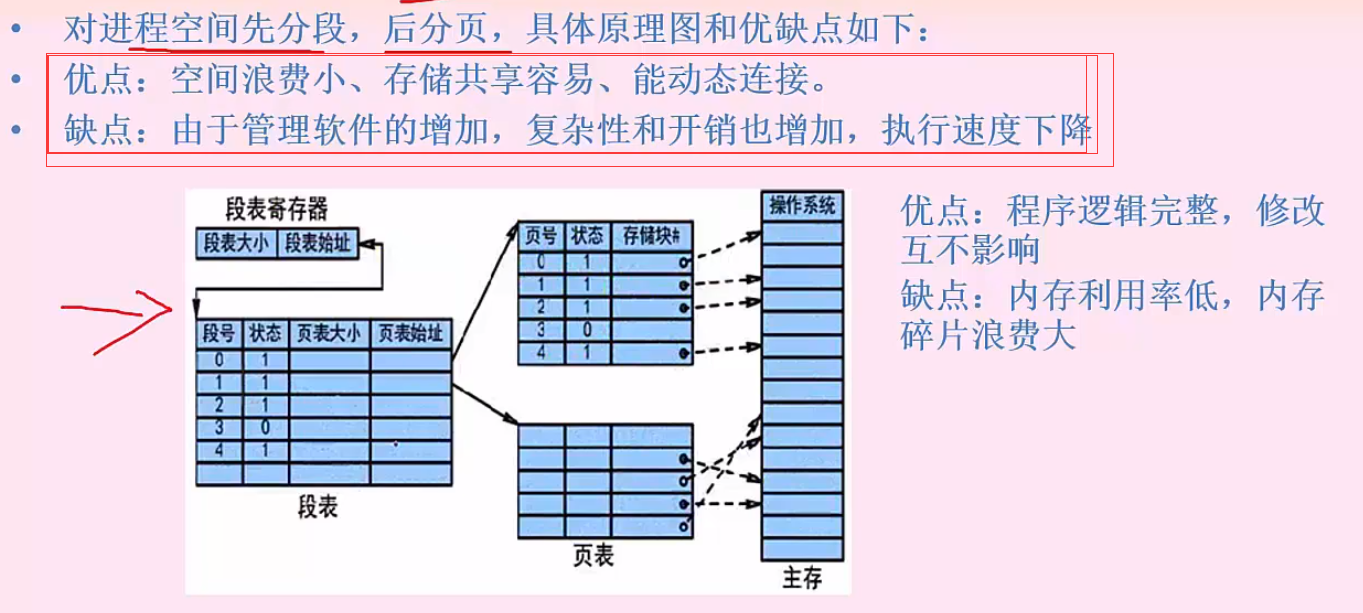 对进程空间先分段，后分页，具体原理图和优缺点如下：
优点：空间浪费小、存储共享容易、能动态连接。
缺点：由于管理软件的增加，复杂性和开销也增加，执行速度下降
段表寄存器
段表大小 段表始址
段号 状态 页表大小 页表始址
0 1
1 1
2 1
3 0
4 1
段表
页号 状态 存储块#
0 1
1 1
2 1
3 0
4 1
页表
操作系统
主存
优点：程序逻辑完整，修改
互不影响
缺点：内存利用率低，内存
碎片浪费大